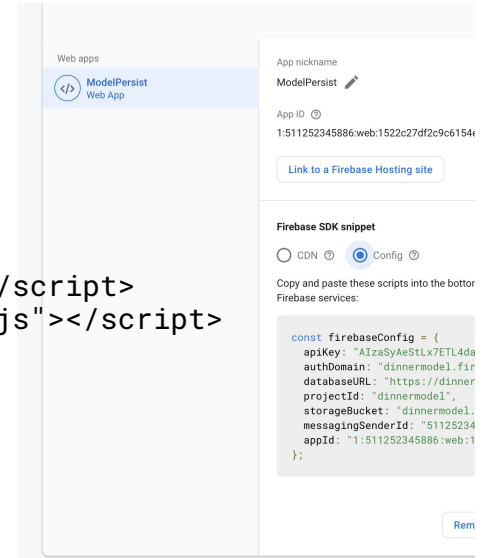 Web apps
</>
ModelPersist
Web App
App nickname
ModelPersist
App ID
1:511252345886:web:1522c27df2c9c6154e
Link to a Firebase Hosting site
Firebase SDK snippet
CDN
Config
Copy and paste these scripts into the bottom
Firebase services:
/script>
js"></script>
const firebaseConfig = {
apiKey: "AIzaSyAeStLx7ETL4da
authDomain: "dinnermodel.fir
databaseURL: "https://dinner
projectId: "dinnermodel",
storageBucket: "dinnermodel.
messagingSenderId: "51125234
appId: "1:511252345886:web:1
};
Rem